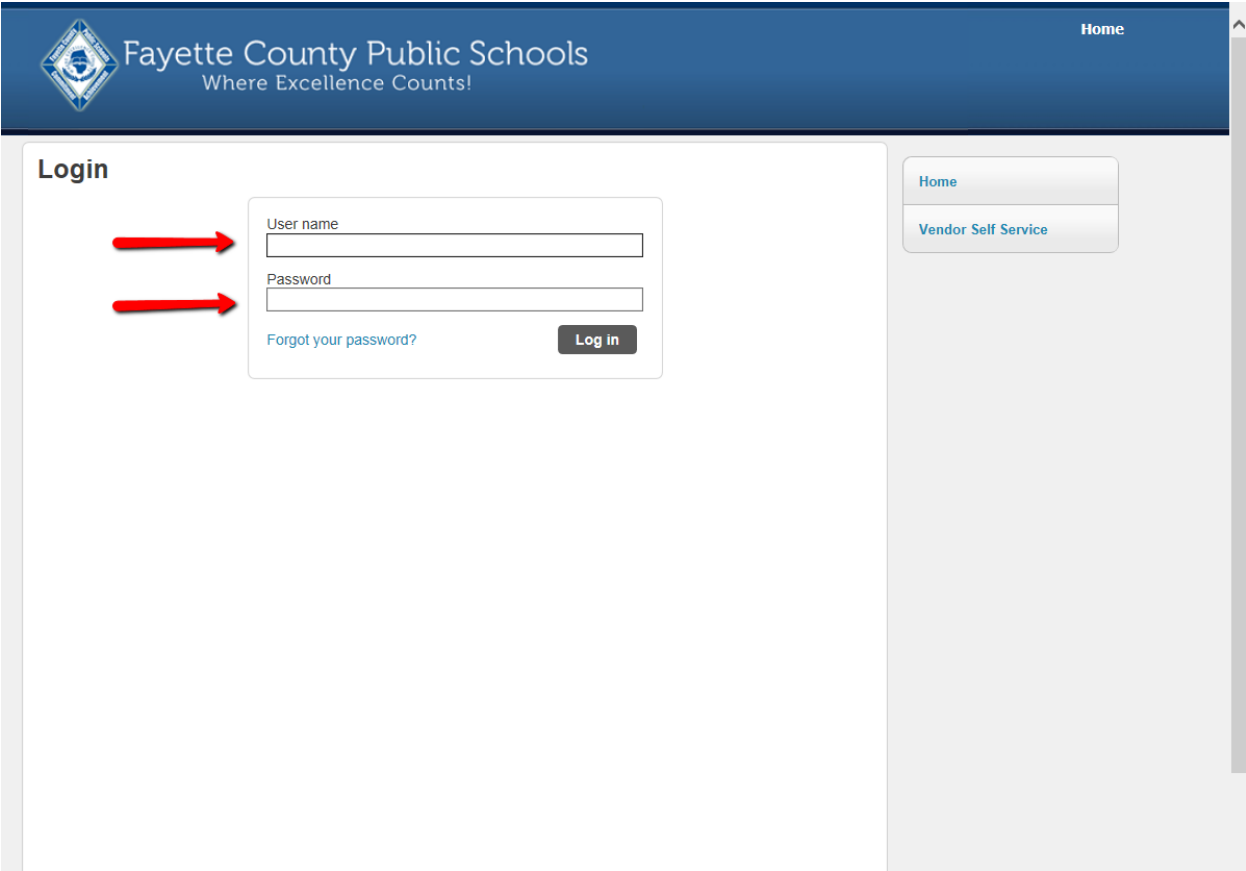 Home
Fayette County Public Schools
Where Excellence Counts!
Login
User name
Password
Forgot your password?
Log in
Home
Vendor Self Service